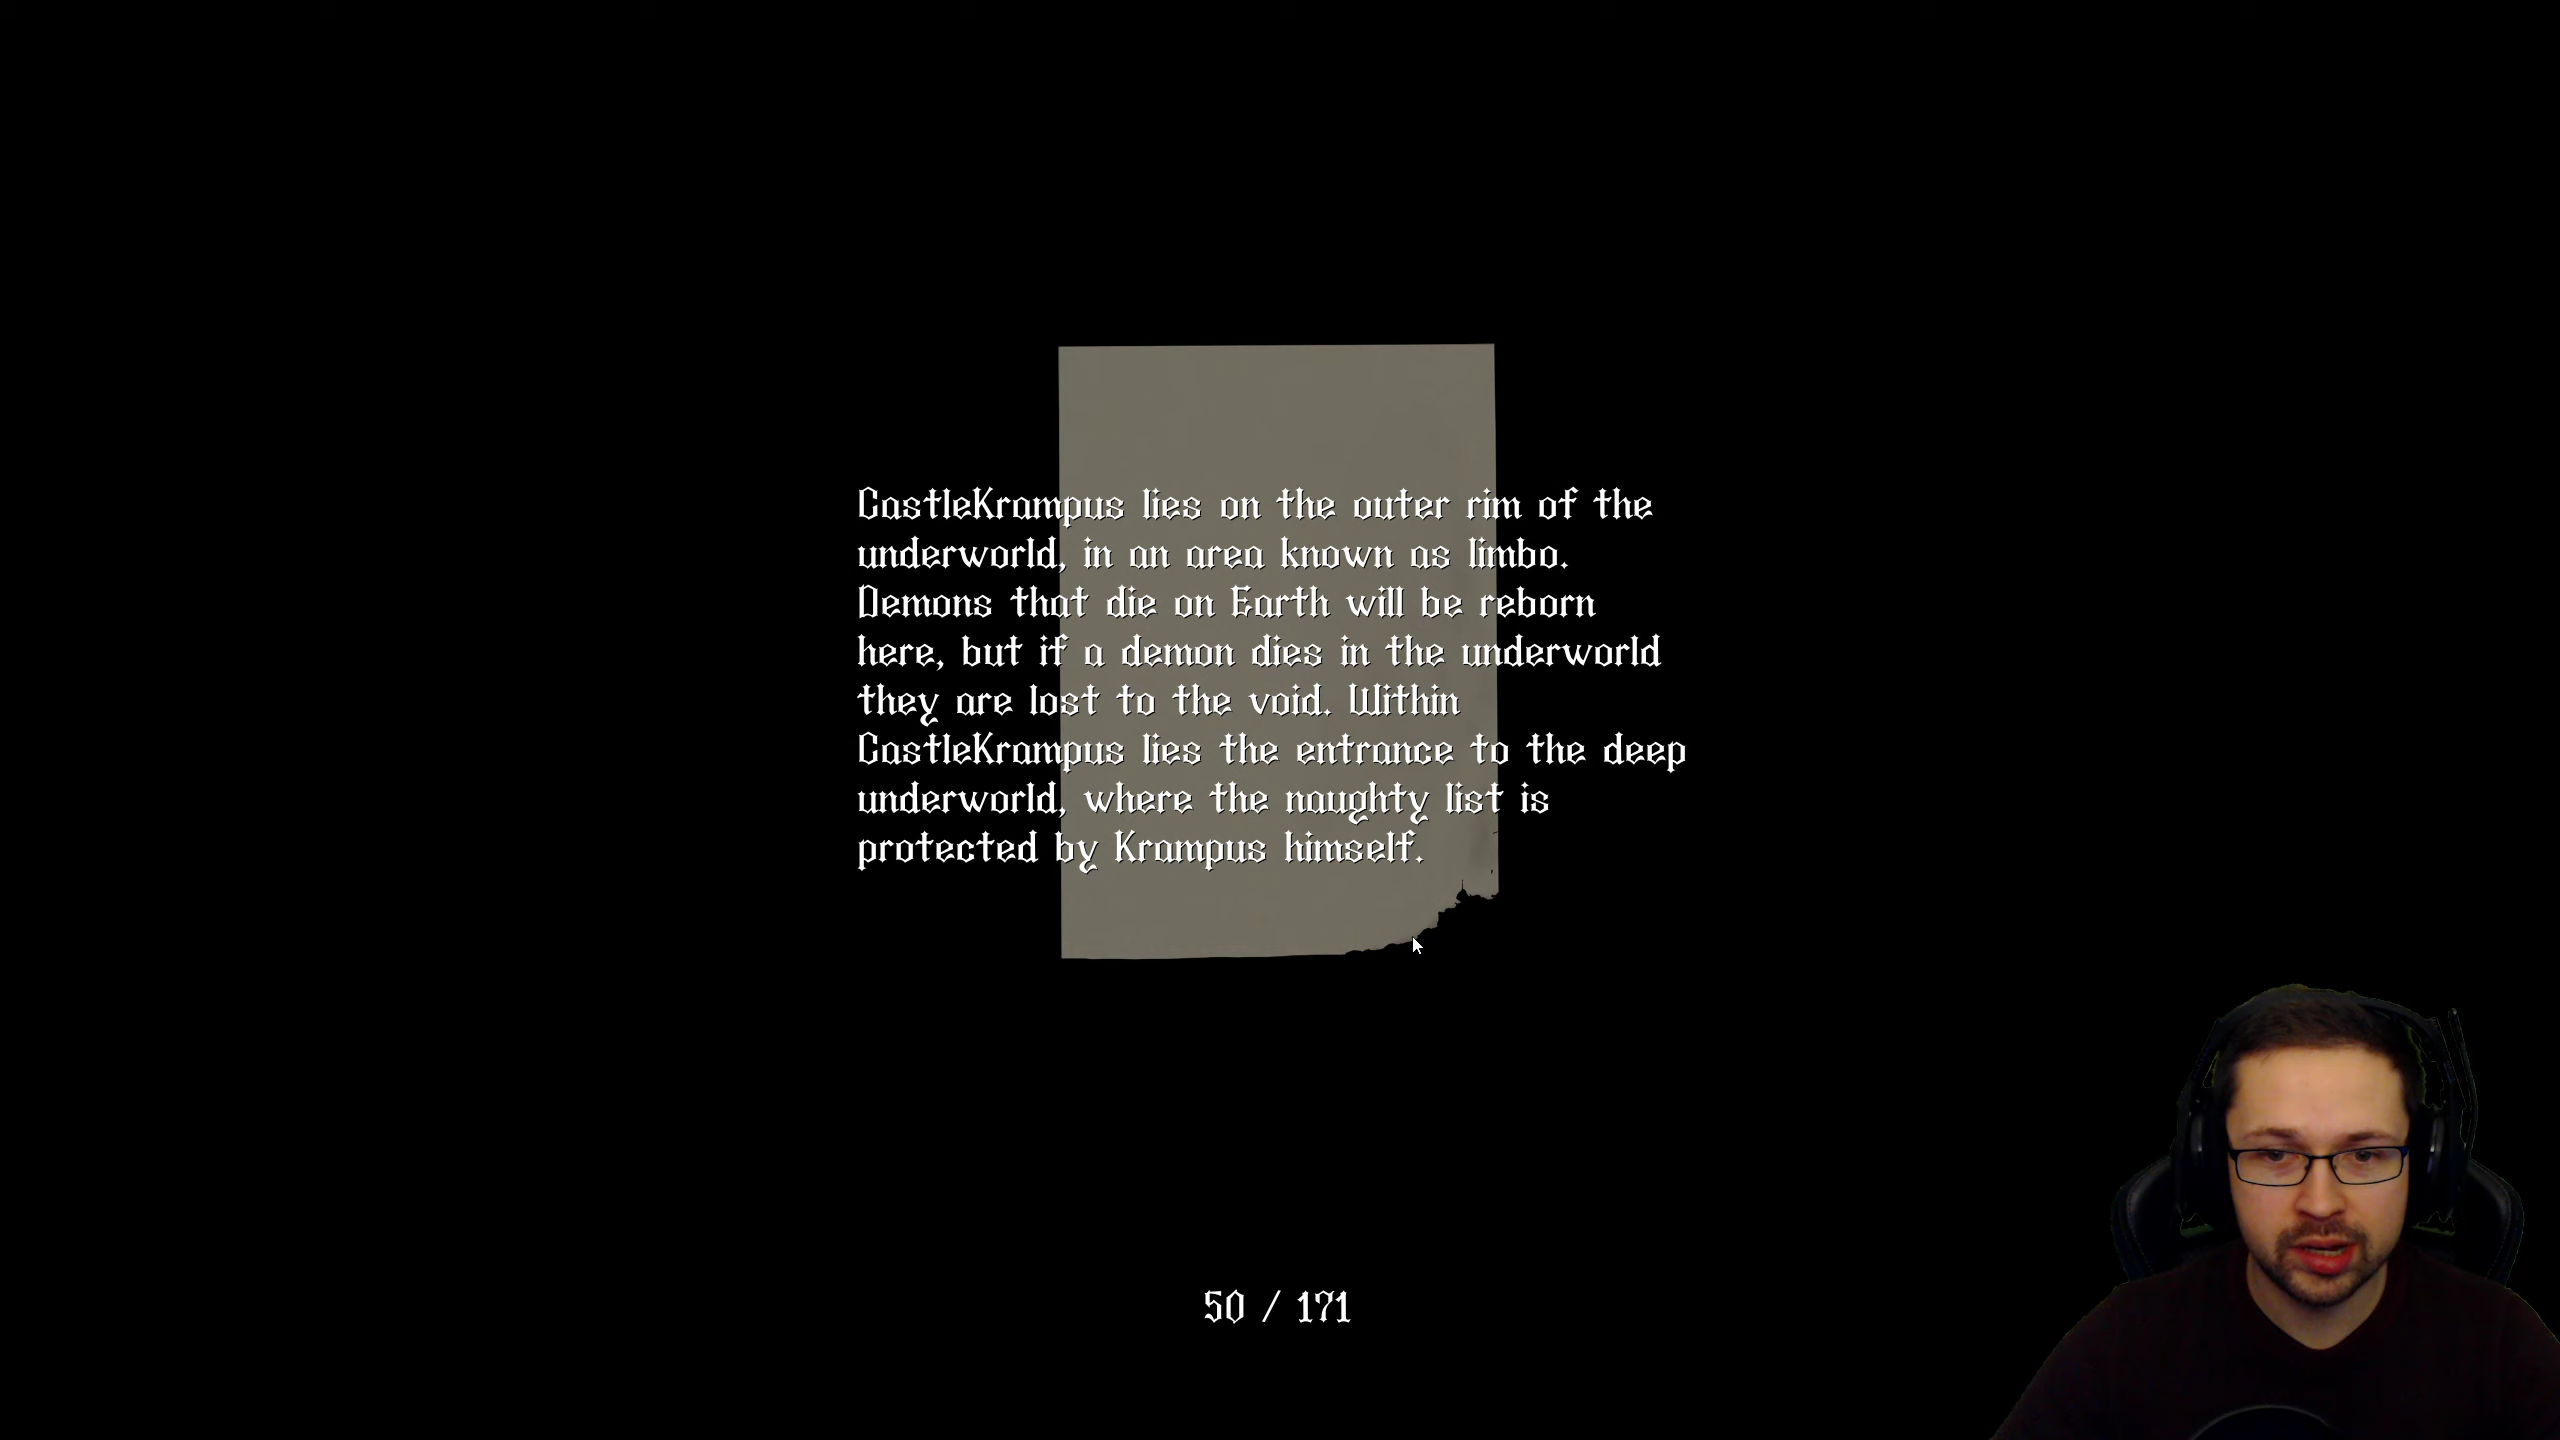 CastleKrampus lies on the outer rim of the
underworld, in an area known as limbo.
Demons that die on Earth will be reborn
here, but if a demon dies in the underworld
they are lost to the void. Within
CastleKrampus lies the entrance to the deep
underworld, where the naughty list is
protected by Krampus himself.
50 / 171